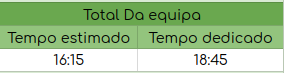 Total Da equipa
Tempo estimado Tempo dedicado
16:15 18:45